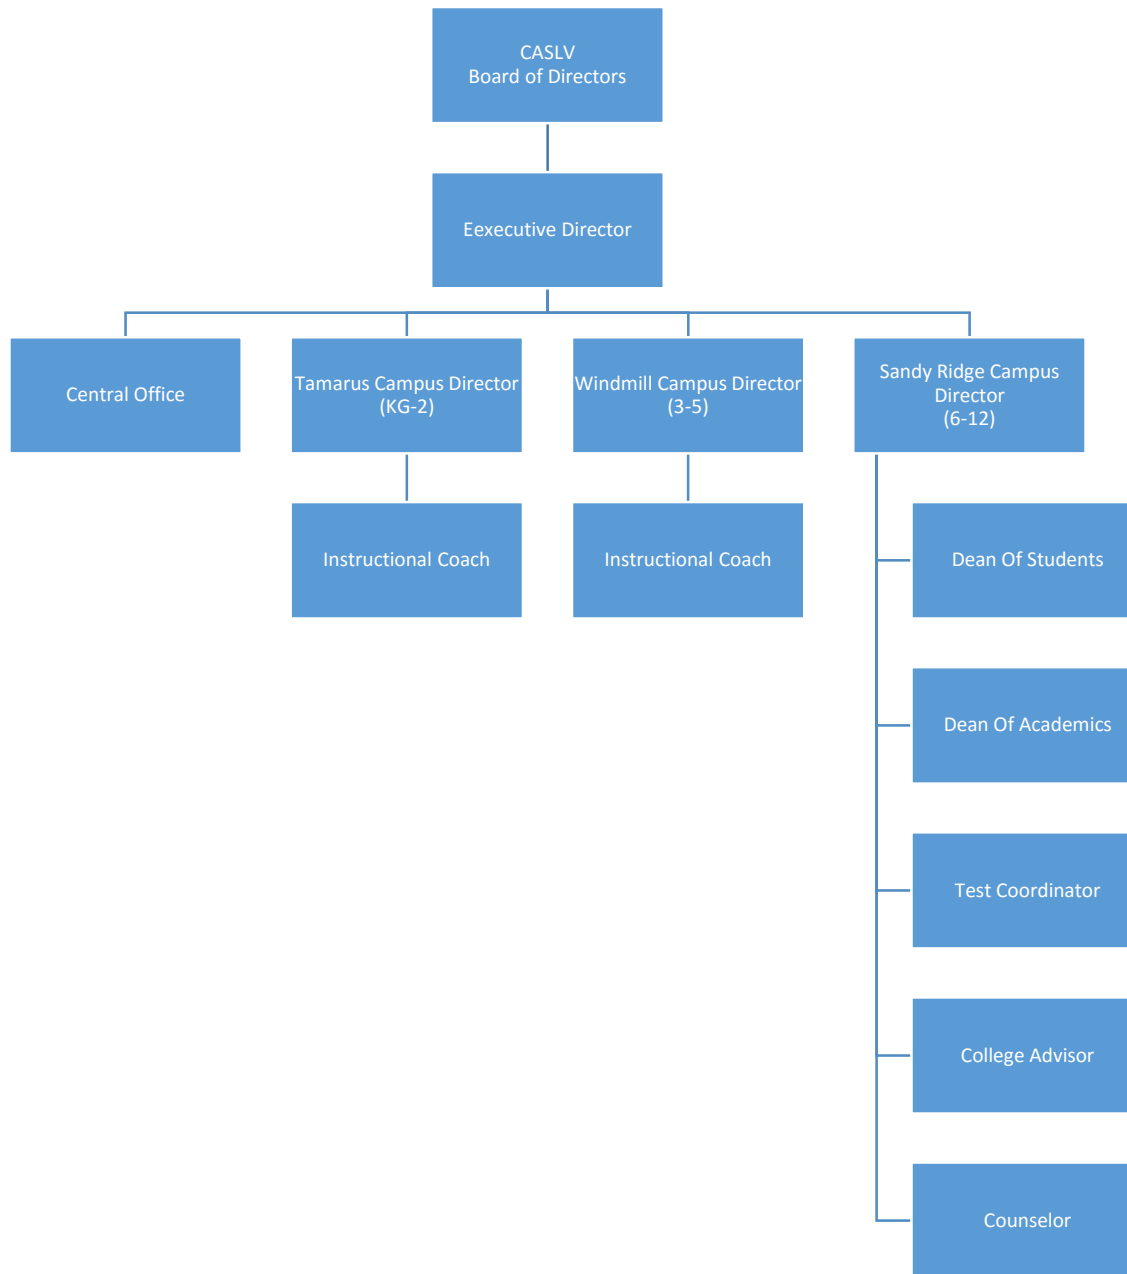 CASLV
Board of Directors
Eexecutive Director
Central Office
Tamarus Campus Director
(KG-2)
Windmill Campus Director
(3-5)
Sandy Ridge Campus
Director
(6-12)
Instructional Coach
Instructional Coach
Dean Of Students
Dean Of Academics
Test Coordinator
College Advisor
Counselor